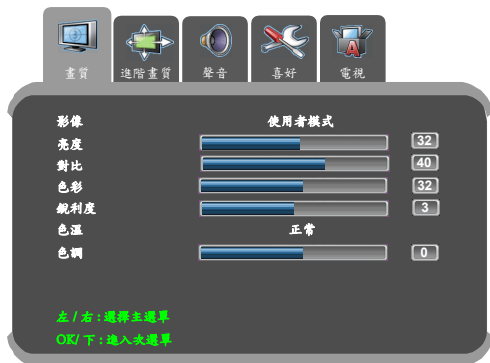 畫質 進階畫質 聲音 喜好 電視
影像 使用者模式
亮度 32
對比 40
色彩 32
銳利度 3
色溫 正常
色調 0
左 / 右 : 選擇主選單
OK/ 下 : 進入次選單